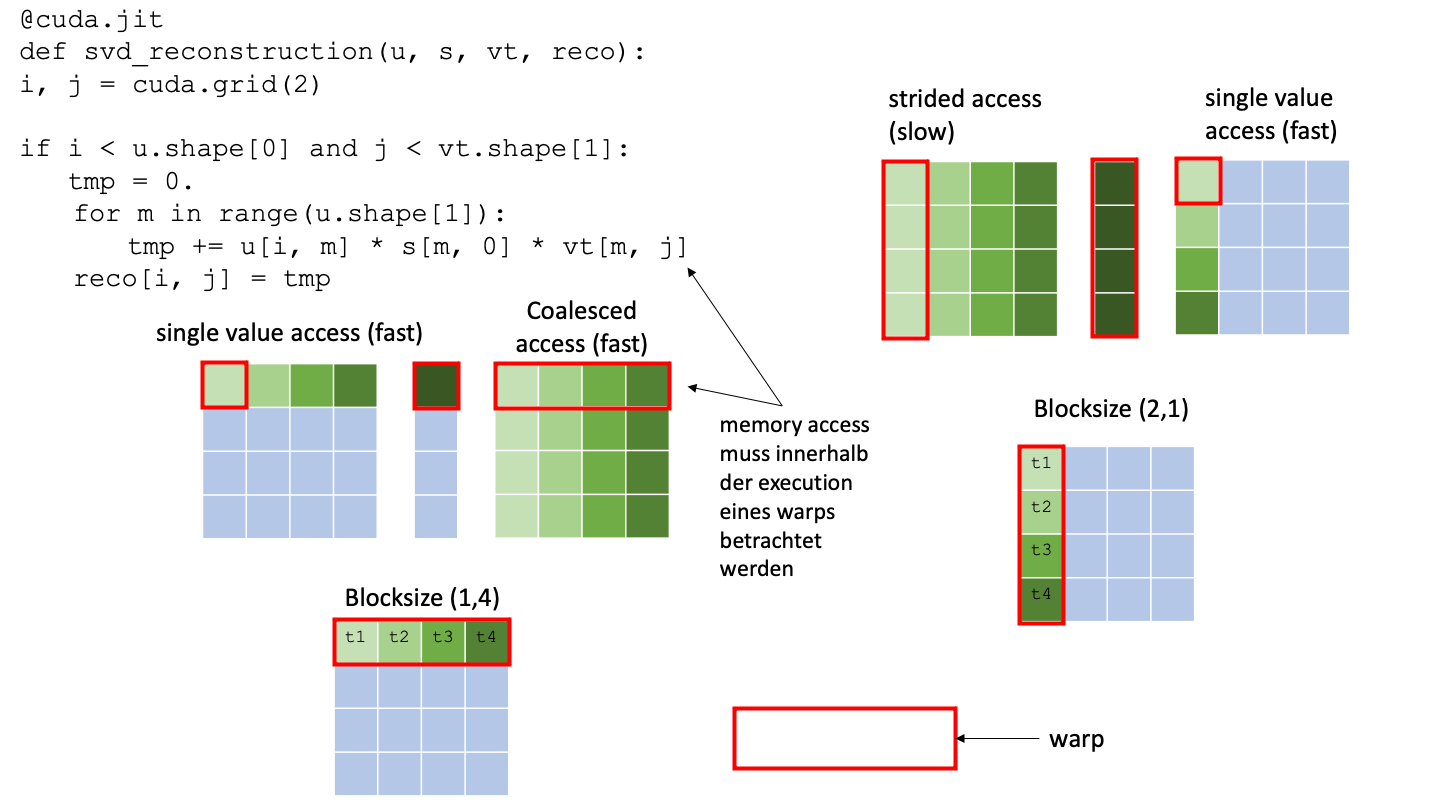 @cuda.jit
def svd_reconstruction(u, s, vt, reco):
i, j = cuda.grid(2)
if i < u.shape[0] and j < vt.shape[1]:
tmp = 0.
for m in range(u.shape[1]):
tmp += u[i, m] * s[m, 0] * vt[m, j]
reco[i, j] = tmp
single value access (fast)
Coalesced
access (fast)
memory access
muss innerhalb
der execution
eines warps
betrachtet
werden
Blocksize (1,4)
t1 t2 t3 t4
strided access
(slow)
single value
access (fast)
Blocksize (2,1)
t1
t2
t3
t4
warp